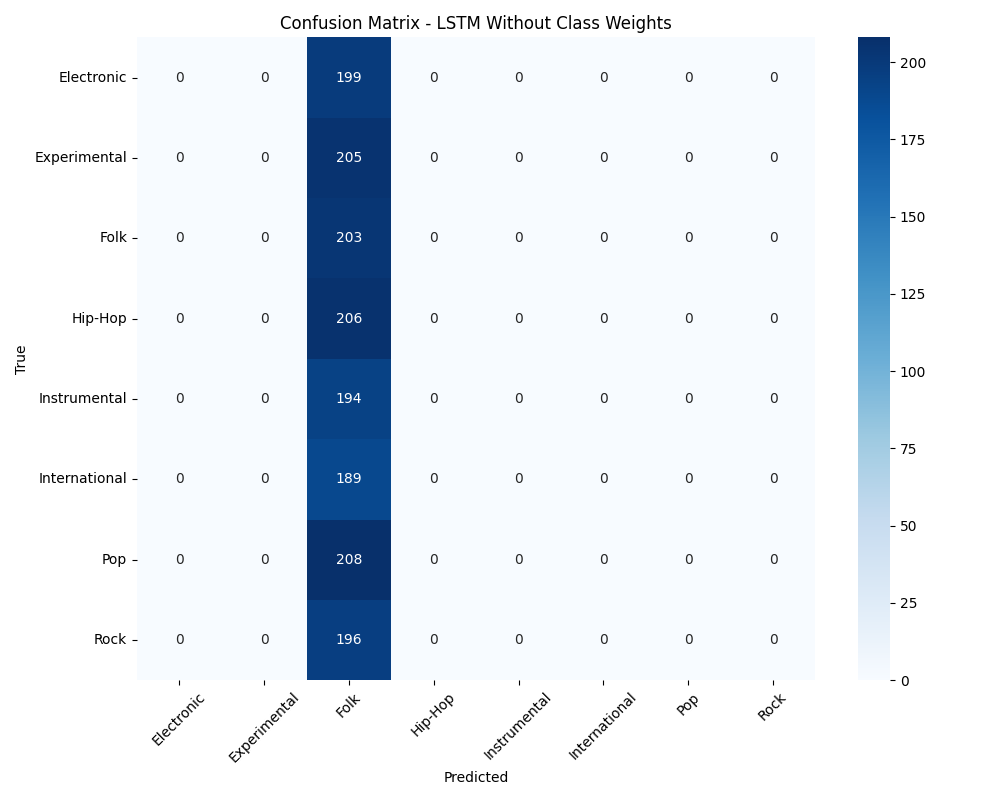 Confusion Matrix - LSTM Without Class Weights
True
Electronic 0 0 199 0 0 0 0 0
Experimental 0 0 205 0 0 0 0 0
Folk 0 0 203 0 0 0 0 0
Hip-Hop 0 0 206 0 0 0 0 0
Instrumental 0 0 194 0 0 0 0 0
International 0 0 189 0 0 0 0 0
Pop 0 0 208 0 0 0 0 0
Rock 0 0 196 0 0 0 0 0
Electronic Experimental Folk Hip-Hop Instrumental International Pop Rock
Predicted
200
175
150
125
100
75
50
25
0